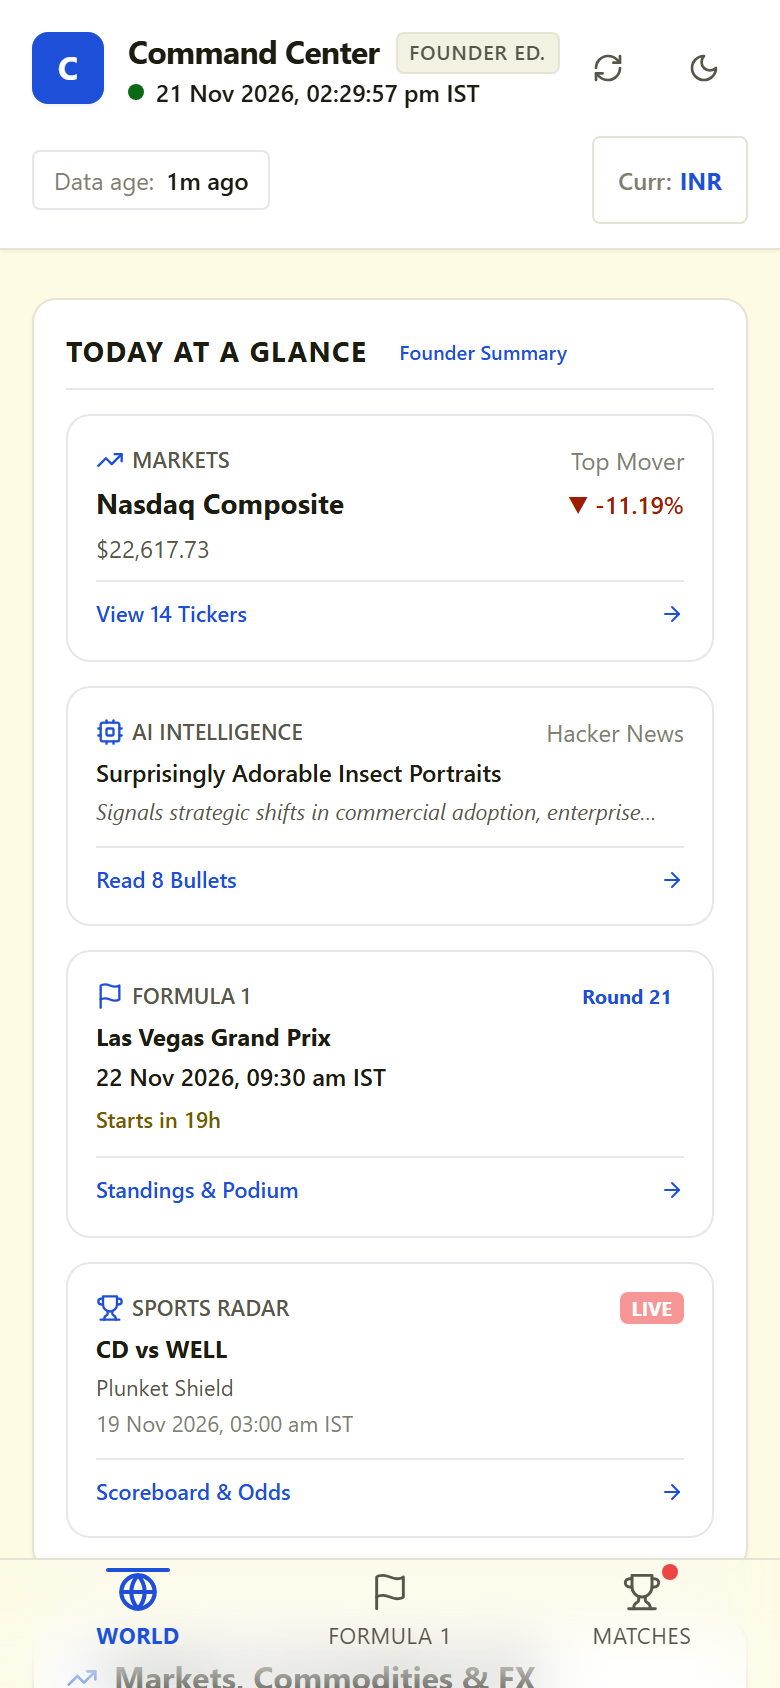 C
Command Center FOUNDER ED.
21 Nov 2026, 02:29:57 pm IST
Data age: 1m ago
Curr: INR
TODAY AT A GLANCE Founder Summary
MARKETS Top Mover
Nasdaq Composite ▼ -11.19%
$22,617.73
View 14 Tickers →
AI INTELLIGENCE Hacker News
Surprisingly Adorable Insect Portraits
Signals strategic shifts in commercial adoption, enterprise...
Read 8 Bullets →
FORMULA 1 Round 21
Las Vegas Grand Prix
22 Nov 2026, 09:30 am IST
Starts in 19h
Standings & Podium →
SPORTS RADAR LIVE
CD vs WELL
Plunket Shield
19 Nov 2026, 03:00 am IST
Scoreboard & Odds →
WORLD FORMULA 1 MATCHES
Markets, Commodities & FX